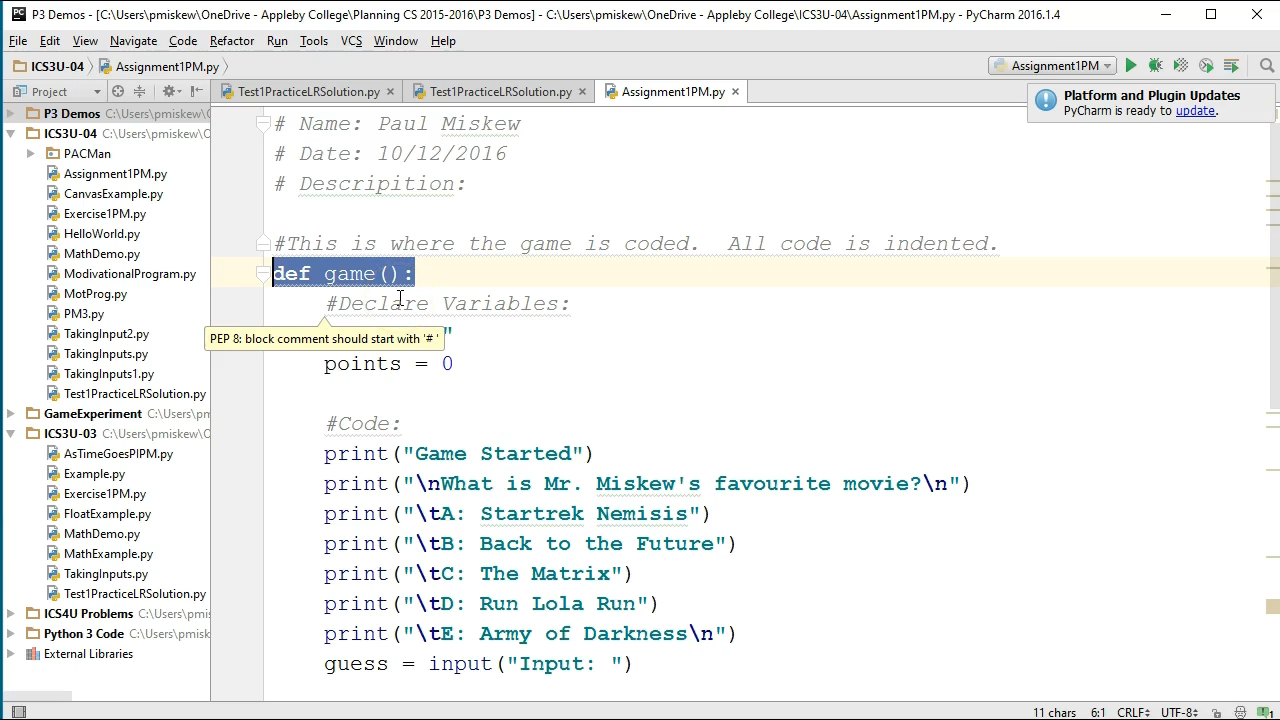 P3 Demos - [C:\Users\pmiskew\OneDrive - Appleby College\Planning CS 2015-2016\P3 Demos] - C:\Users\pmiskew\OneDrive - Appleby College\ICS3U-04\Assignment1PM.py - PyCharm 2016.1.4
File Edit View Navigate Code Refactor Run Tools VCS Window Help
ICS3U-04 Assignment1PM.py Assignment1PM
Project Test1PracticeLRSolution.py Test1PracticeLRSolution.py Assignment1PM.py
Platform and Plugin Updates
PyCharm is ready to update.
P3 Demos C:\Users\pmiskew\O
ICS3U-04 C:\Users\pmiskew\O
PACMan
Assignment1PM.py
CanvasExample.py
Exercise1PM.py
HelloWorld.py
MathDemo.py
ModivationalProgram.py
MotProg.py
PM3.py
TakingInput2.py
TakingInputs.py
TakingInputs1.py
Test1PracticeLRSolution.py
GameExperiment C:\Users\pm
ICS3U-03 C:\Users\pmiskew\O
AsTimeGoesPIPM.py
Example.py
Exercise1PM.py
FloatExample.py
MathDemo.py
MathExample.py
TakingInputs.py
Test1PracticeLRSolution.py
ICS4U Problems C:\Users\pmis
Python 3 Code C:\Users\pmisk
External Libraries
# Name: Paul Miskew
# Date: 10/12/2016
# Descripition:
#This is where the game is coded.  All code is indented.
def game():
#Declare Variables:
PEP 8: block comment should start with '# '
"
points = 0
#Code:
print("Game Started")
print("\nWhat is Mr. Miskew's favourite movie?\n")
print("\tA: Startrek Nemisis")
print("\tB: Back to the Future")
print("\tC: The Matrix")
print("\tD: Run Lola Run")
print("\tE: Army of Darkness\n")
guess = input("Input: ")
11 chars 6:1 CRLF UTF-8 1